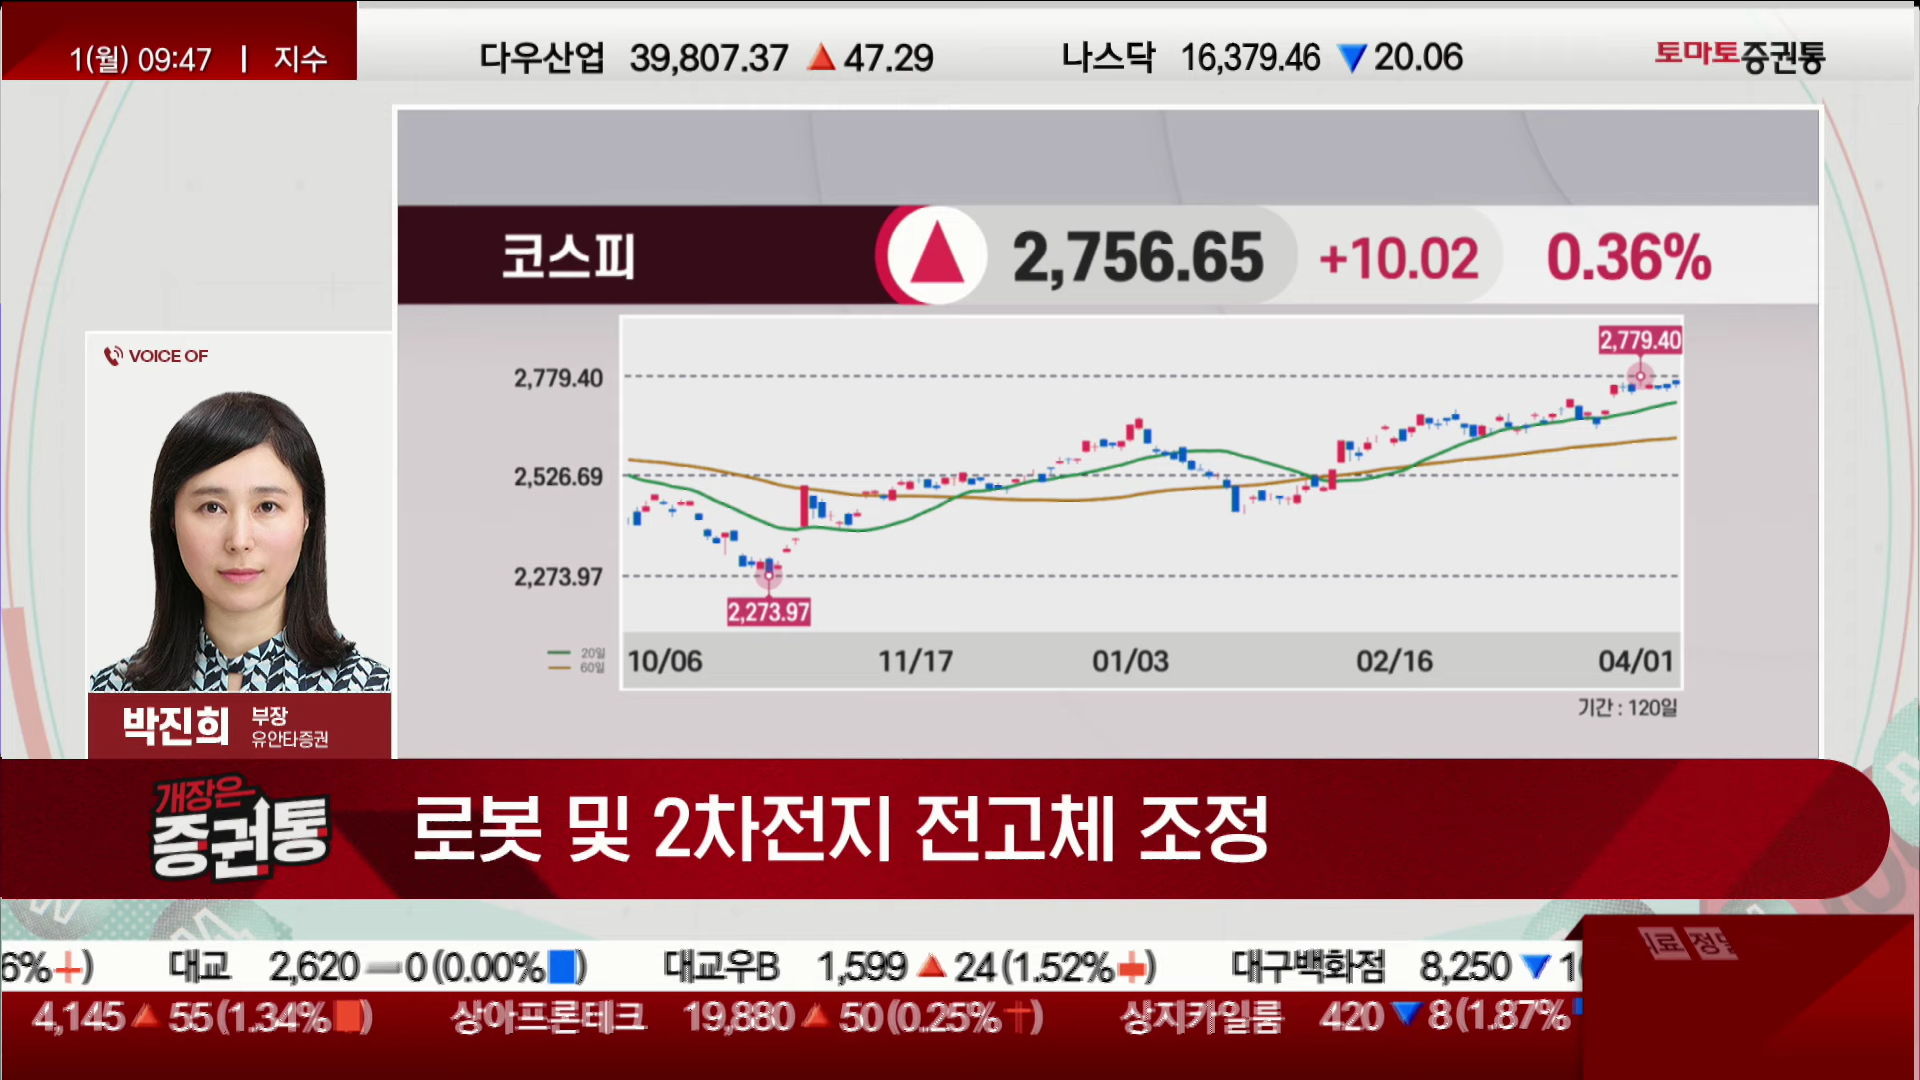 1(월) 09:47 | 지수
다우산업 39,807.37 ▲ 47.29 나스닥 16,379.46 ▼ 20.06
토마토증권통
코스피 ▲ 2,756.65 +10.02 0.36%
2,779.40
2,779.40
2,526.69
2,273.97
2,273.97
20일
60일
10/06 11/17 01/03 02/16 04/01
기간 : 120일
VOICE OF
박진희 부장
유안타증권
개장은
증권통
로봇 및 2차전지 전고체 조정
6%+) 대교 2,620 0(0.00% ) 대교우B 1,599 ▲ 24(1.52%+) 대구백화점 8,250 ▼
4,145 ▲ 55(1.34% ) 상아프론테크 19,880 ▲ 50(0.25%+) 상지카일룸 420 ▼ 8(1.87%